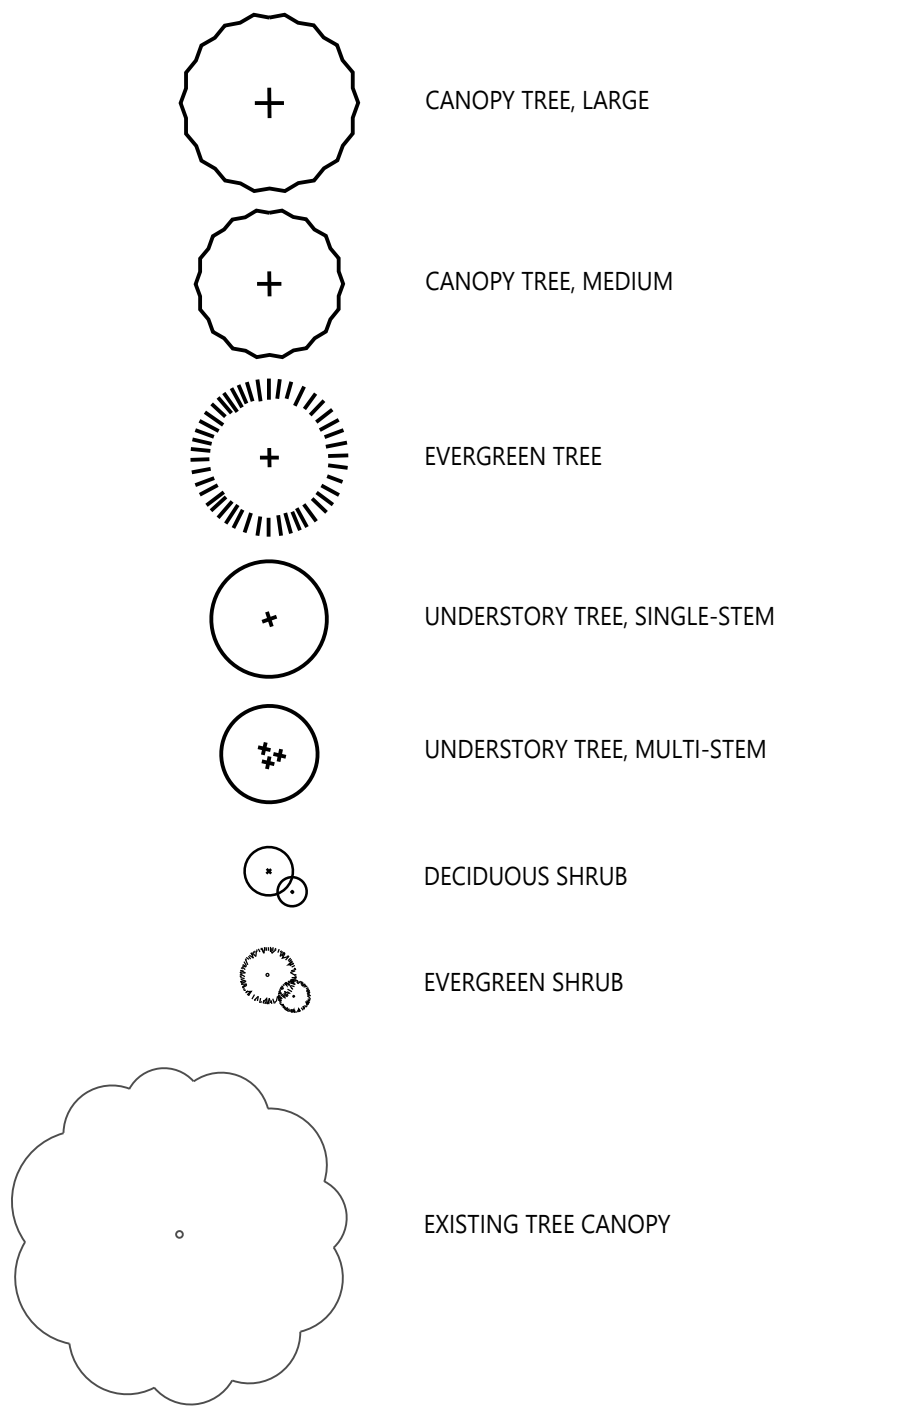 CANOPY TREE, LARGE
CANOPY TREE, MEDIUM
EVERGREEN TREE
UNDERSTORY TREE, SINGLE-STEM
UNDERSTORY TREE, MULTI-STEM
DECIDUOUS SHRUB
EVERGREEN SHRUB
EXISTING TREE CANOPY